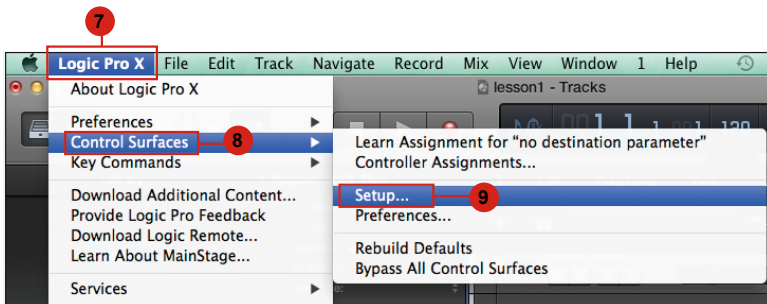 7
Logic Pro X File Edit Track Navigate Record Mix View Window 1 Help
About Logic Pro X
lesson1 - Tracks
Preferences
Control Surfaces
8
Key Commands
Download Additional Content...
Provide Logic Pro Feedback
Download Logic Remote...
Learn About MainStage...
Services
Learn Assignment for "no destination parameter"
Controller Assignments...
Setup...
9
Preferences...
Rebuild Defaults
Bypass All Control Surfaces